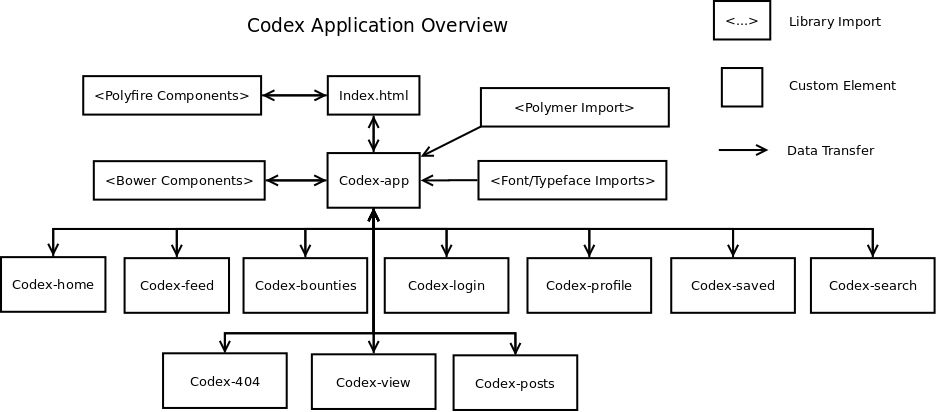 Codex Application Overview
<...>
Library Import
Custom Element
Data Transfer
<Polyfire Components>
Index.html
<Polymer Import>
<Bower Components>
Codex-app
<Font/Typeface Imports>
Codex-home
Codex-feed
Codex-bounties
Codex-login
Codex-profile
Codex-saved
Codex-search
Codex-404
Codex-view
Codex-posts